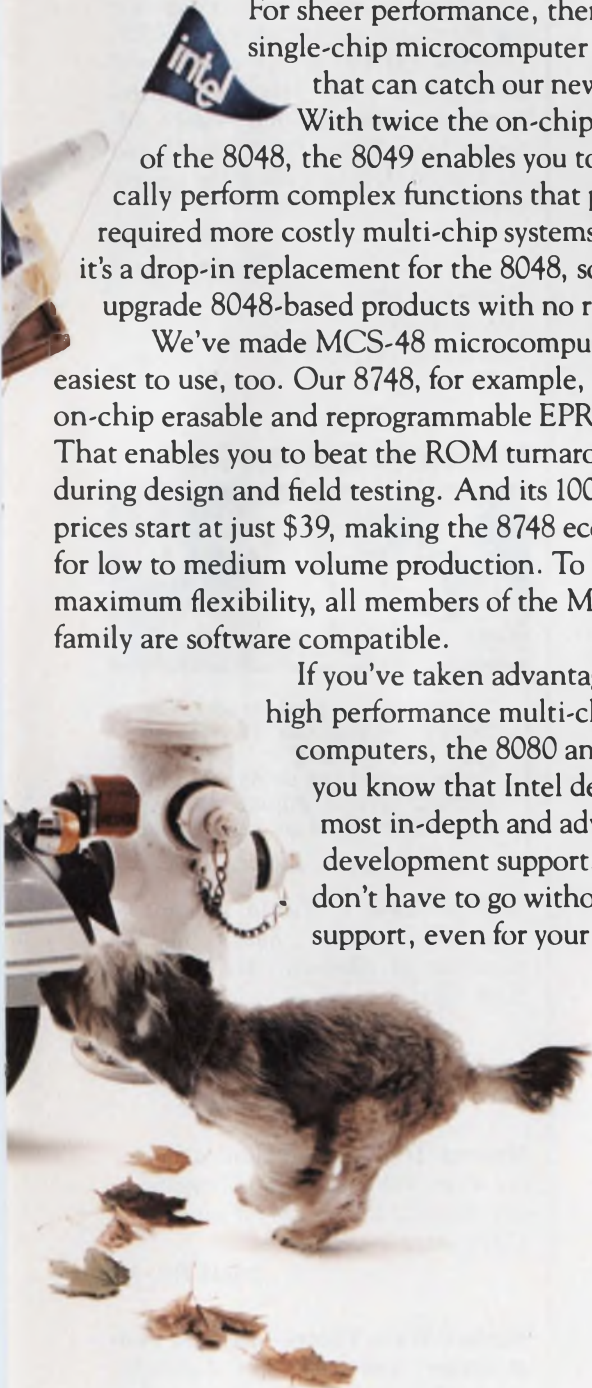 For sheer performance, ther
single-chip microcomputer
intel
that can catch our new
With twice the on-chip
of the 8048, the 8049 enables you to
cally perform complex functions that p
required more costly multi-chip systems
it's a drop-in replacement for the 8048, so
upgrade 8048-based products with no r
We've made MCS-48 microcompu
easiest to use, too. Our 8748, for example,
on-chip erasable and reprogrammable EPR
That enables you to beat the ROM turnaro
during design and field testing. And its 100
prices start at just $39, making the 8748 eco
for low to medium volume production. To
maximum flexibility, all members of the M
family are software compatible.
If you've taken advantag
high performance multi-ch
computers, the 8080 an
you know that Intel de
most in-depth and adv
development support
don't have to go witho
support, even for your